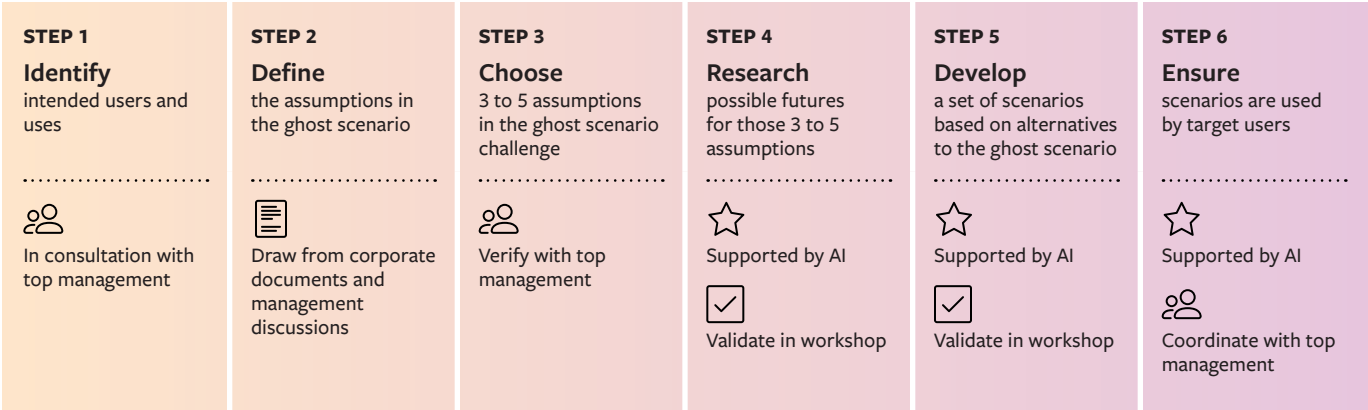 STEP 1
Identify
intended users and
uses
In consultation with
top management
STEP 2
Define
the assumptions in
the ghost scenario
Draw from corporate
documents and
management
discussions
STEP 3
Choose
3 to 5 assumptions
in the ghost scenario
challenge
Verify with top
management
STEP 4
Research
possible futures
for those 3 to 5
assumptions
Supported by AI
Validate in workshop
STEP 5
Develop
a set of scenarios
based on alternatives
to the ghost scenario
Supported by AI
Validate in workshop
STEP 6
Ensure
scenarios are used
by target users
Supported by AI
Coordinate with top
management